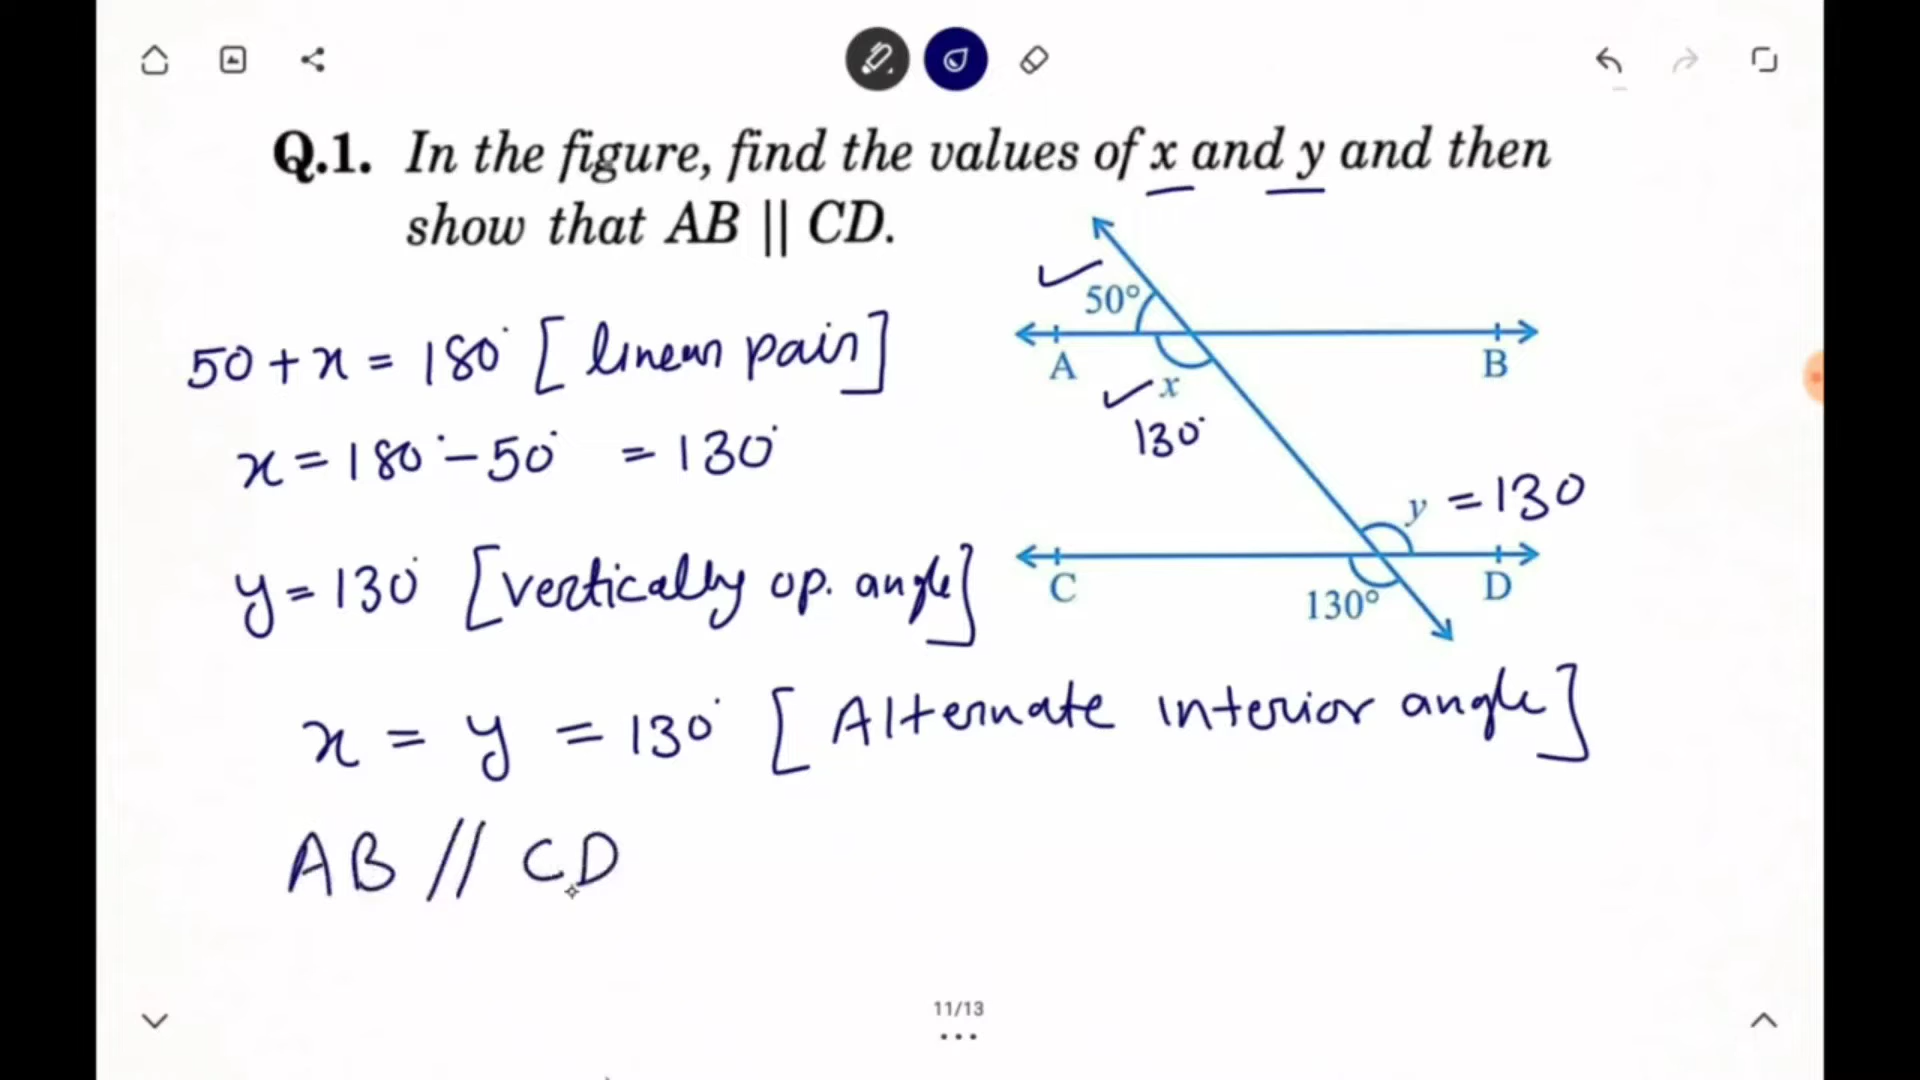 Q.1. In the figure, find the values of x and y and then
show that AB || CD.
50°
A
B
x
130°
y = 130
C
D
130°
50 + x = 180° [linear pair]
x = 180° - 50° = 130°
y = 130° [vertically op. angle]
x = y = 130° [Alternate interior angle]
AB // CD
11/13